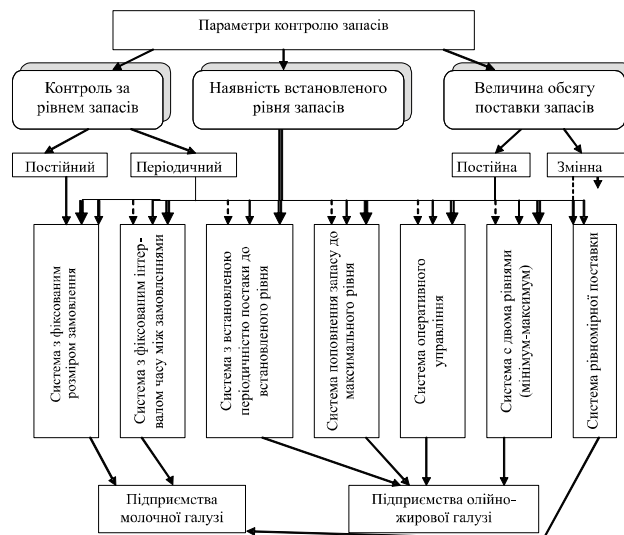 Параметри контролю запасів
Контроль за
рівнем запасів
Наявність встановленого
рівня запасів
Величина обсягу
поставки запасів
Постійний
Періодичний
Постійна
Змінна
Система з фіксованим
розміром замовлення
Система з фіксованим інтер-
валом часу між замовленнями
Система з встановленою
періодичністю постаки до
встановленого рівня
Система поповнення запасу до
максимального рівня
Система оперативного
управління
Система с двома рівнями
(мінімум-максимум)
Система рівномірної поставки
Підприємства
молочної галузі
Підприємства олійно-
жирової галузі